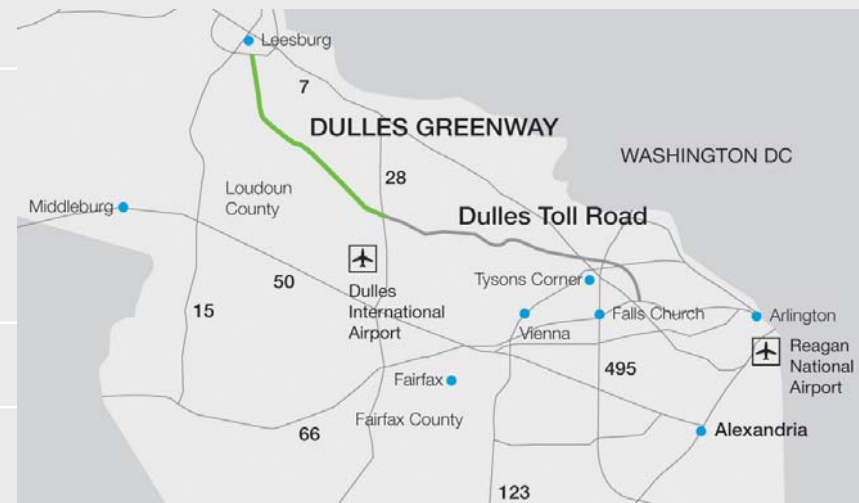 Leesburg
7
DULLES GREENWAY
WASHINGTON DC
28
Loudoun
County
Middleburg
Dulles Toll Road
50
Tysons Corner
Dulles
International
Airport
15
Vienna
Falls Church
Arlington
Reagan
National
Airport
495
Fairfax
Fairfax County
66
Alexandria
123